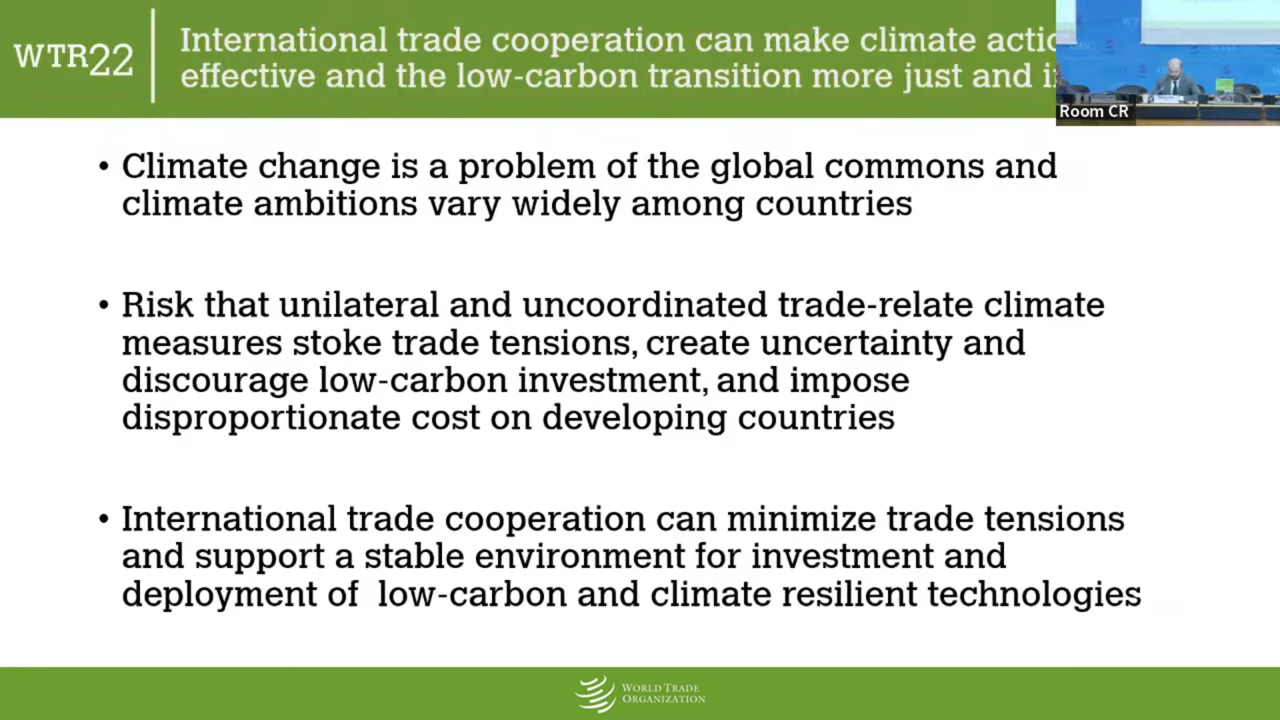 WTR22
International trade cooperation can make climate actic
effective and the low-carbon transition more just and i
Room CR
• Climate change is a problem of the global commons and
climate ambitions vary widely among countries
• Risk that unilateral and uncoordinated trade-relate climate
measures stoke trade tensions, create uncertainty and
discourage low-carbon investment, and impose
disproportionate cost on developing countries
• International trade cooperation can minimize trade tensions
and support a stable environment for investment and
deployment of low-carbon and climate resilient technologies
WORLD TRADE
ORGANIZATION